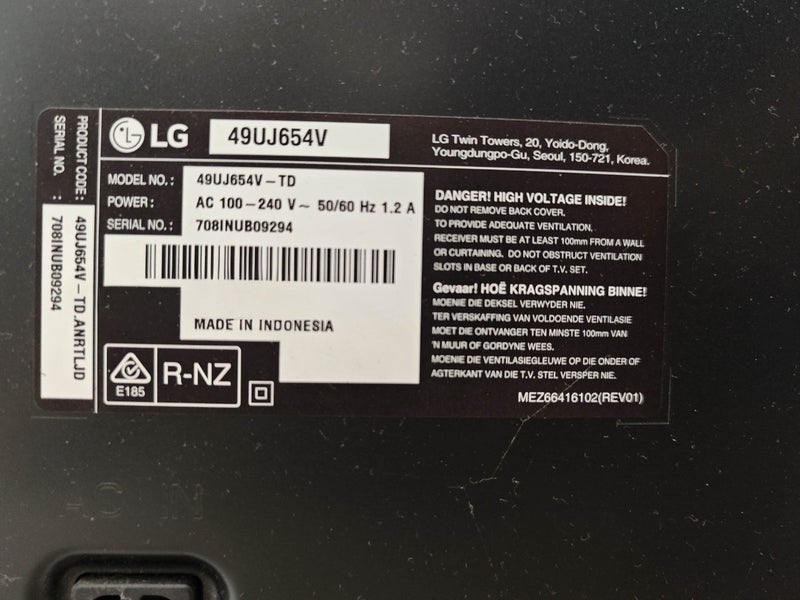 PRODUCT CODE: 49UJ654V-TD.ANRTLJD
SERIAL NO. : 708INUB09294
LG 49UJ654V
LG Twin Towers, 20, Yoido-Dong,
Youngdungpo-Gu, Seoul, 150-721, Korea.
MODEL NO.: 49UJ654V-TD
POWER: AC 100-240 V~ 50/60 Hz 1.2 A
SERIAL NO.: 708INUB09294
MADE IN INDONESIA
E185
R-NZ
DANGER! HIGH VOLTAGE INSIDE!
DO NOT REMOVE BACK COVER.
TO PROVIDE ADEQUATE VENTILATION,
RECEIVER MUST BE AT LEAST 100mm FROM A WALL
OR CURTAINING. DO NOT COVER VENTILATION
SLOTS IN BASE OR BACK OF T.V. SET.
Gevaar! HOË KRAGSPANNING BINNE!
MOENIE DIE DEKSEL VERWYDER NIE.
TER VERSKAFFING VAN VOLDOENDE VENTILASIE
MOET DIE ONTVANGER TEN MINSTE 100mm VAN
'N MUUR OF GORDYNE WEES.
MOENIE DIE VENTILASIEGLEUWE OP DIE ONDER OF
AGTERKANT VAN DIE T.V. STEL VERSPER NIE.
MEZ66416102(REV01)
AC IN